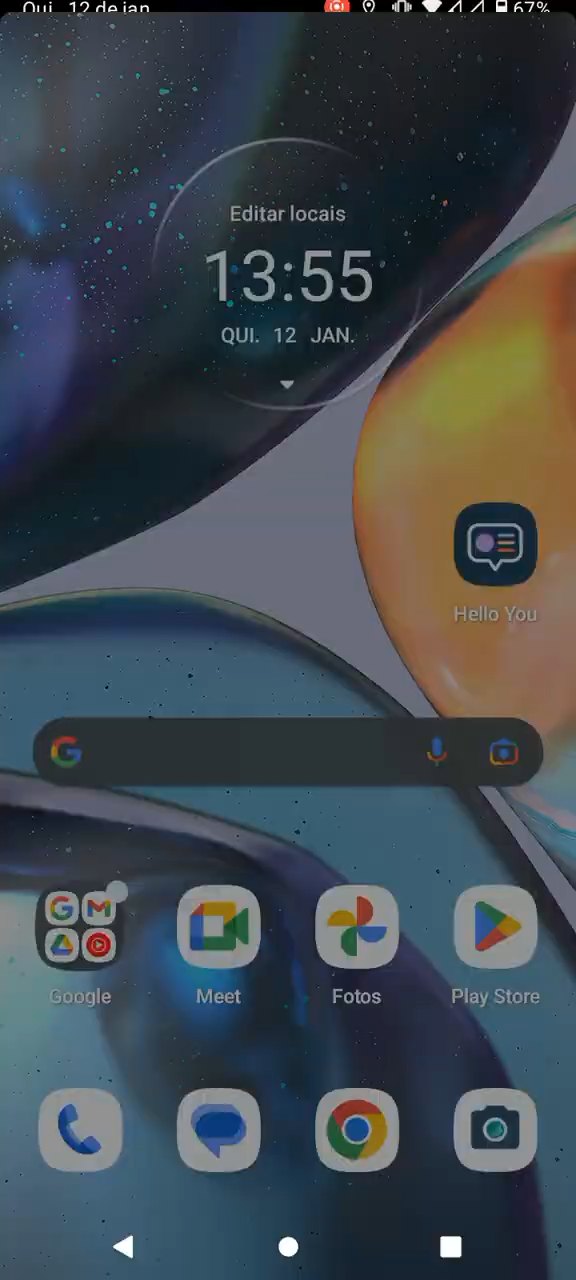 Qui., 12 de jan.
67%
Editar locais
13:55
QUI. 12 JAN.
Hello You
Google
Meet
Fotos
Play Store